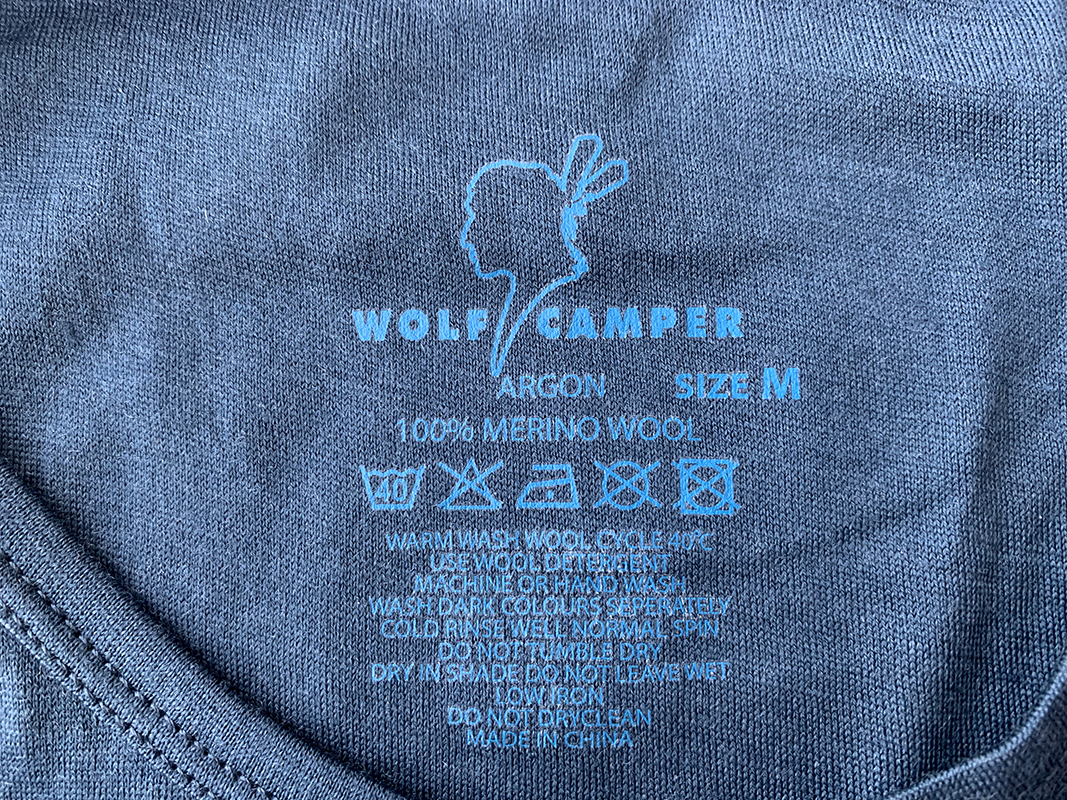 WOLF CAMPER
ARGON SIZE M
100% MERINO WOOL
40
WARM WASH WOOL CYCLE 40°C
USE WOOL DETERGENT
MACHINE OR HAND WASH
WASH DARK COLOURS SEPERATELY
COLD RINSE WELL NORMAL SPIN
DO NOT TUMBLE DRY
DRY IN SHADE DO NOT LEAVE WET
LOW IRON
DO NOT DRYCLEAN
MADE IN CHINA